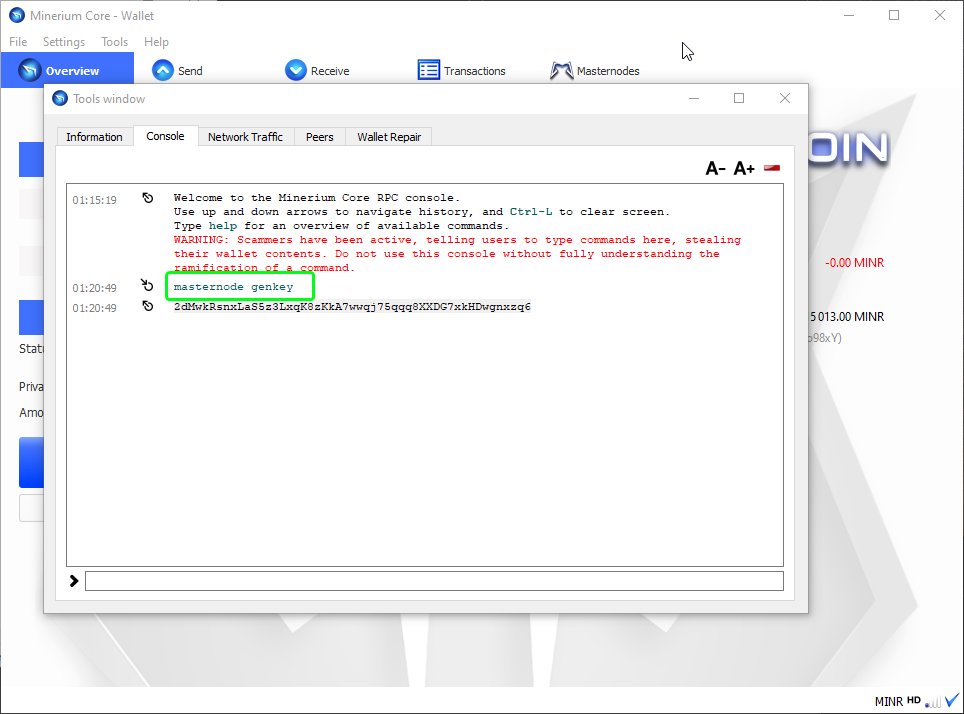 Minerium Core - Wallet
File Settings Tools Help
Overview Send Receive Transactions Masternodes
Tools window
Information Console Network Traffic Peers Wallet Repair
OIN
A- A+
01:15:19 Welcome to the Minerium Core RPC console.
Use up and down arrows to navigate history, and Ctrl-L to clear screen.
Type help for an overview of available commands.
WARNING: Scammers have been active, telling users to type commands here, stealing
their wallet contents. Do not use this console without fully understanding the
ramification of a command.
-0.00 MINR
01:20:49 masternode genkey
01:20:49 2dMwkRsnxLaS5z3LxqK8zKkA7wwqj75qqq8XXDG7xkHDwgnxzq6
5 013.00 MINR
98xY)
Statu
Priva
Amo
MINR HD